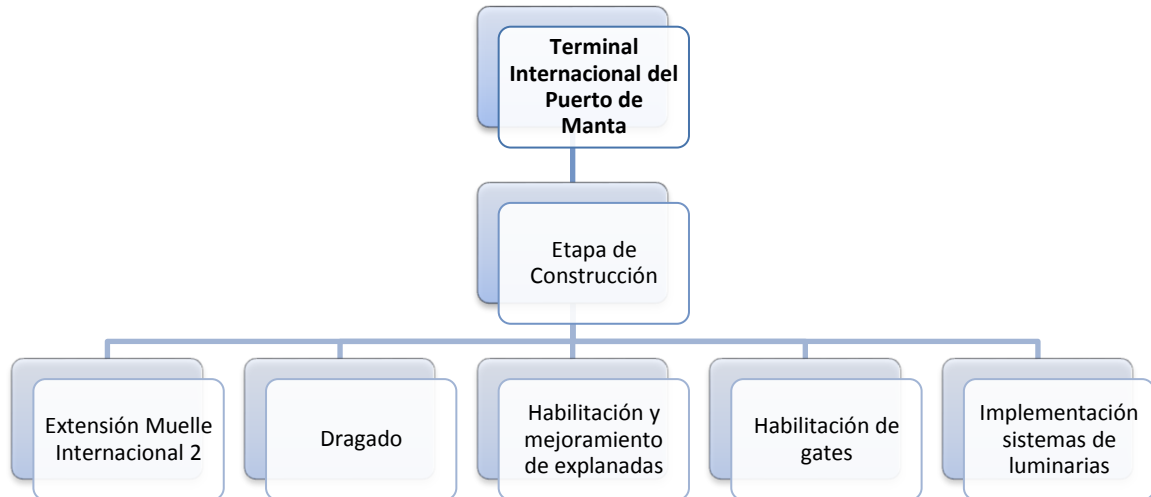 Terminal
Internacional del
Puerto de
Manta
Etapa de
Construcción
Extensión Muelle
Internacional 2
Dragado
Habilitación y
mejoramiento
de explanadas
Habilitación de
gates
Implementación
sistemas de
luminarias